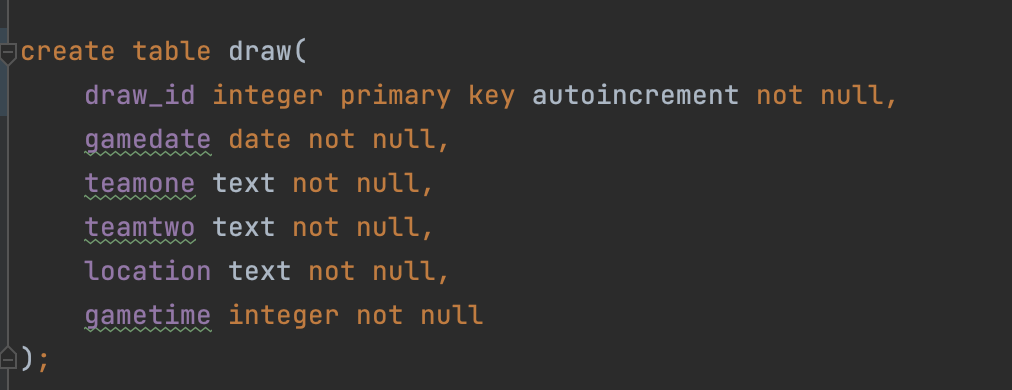 create table draw(
draw_id integer primary key autoincrement not null,
gamedate date not null,
teamone text not null,
teamtwo text not null,
location text not null,
gametime integer not null
);